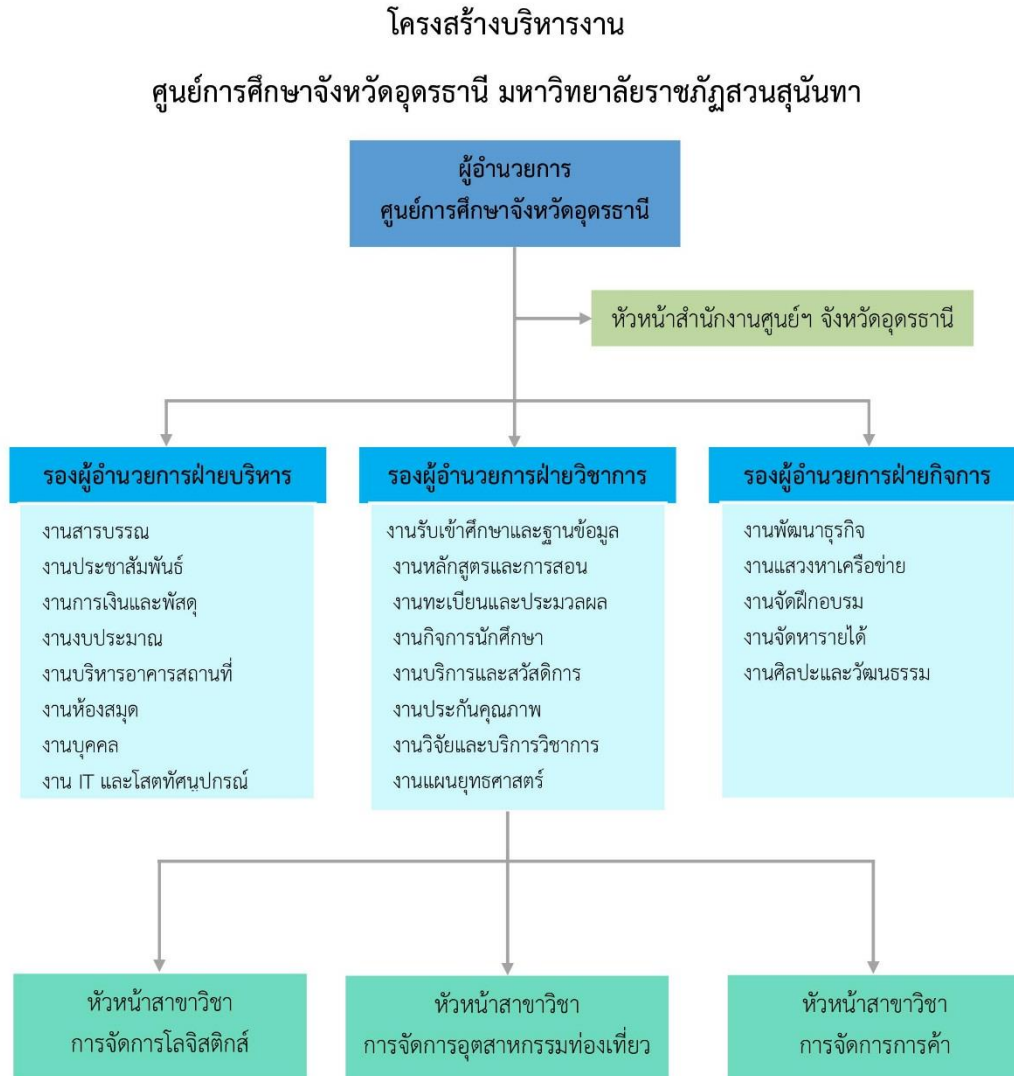 โครงสร้างบริหารงาน
ศูนย์การศึกษาจังหวัดอุดรธานี มหาวิทยาลัยราชภัฏสวนสุนันทา
ผู้อำนวยการ
ศูนย์การศึกษาจังหวัดอุดรธานี
หัวหน้าสำนักงานศูนย์ฯ จังหวัดอุดรธานี
รองผู้อำนวยการฝ่ายบริหาร
งานสารบรรณ
งานประชาสัมพันธ์
งานการเงินและพัสดุ
งานงบประมาณ
งานบริหารอาคารสถานที่
งานห้องสมุด
งานบุคคล
งาน IT และโสตทัศนูปกรณ์
รองผู้อำนวยการฝ่ายวิชาการ
งานรับเข้าศึกษาและฐานข้อมูล
งานหลักสูตรและการสอน
งานทะเบียนและประมวลผล
งานกิจการนักศึกษา
งานบริการและสวัสดิการ
งานประกันคุณภาพ
งานวิจัยและบริการวิชาการ
งานแผนยุทธศาสตร์
รองผู้อำนวยการฝ่ายกิจการ
งานพัฒนาธุรกิจ
งานแสวงหาเครือข่าย
งานจัดฝึกอบรม
งานจัดหารายได้
งานศิลปะและวัฒนธรรม
หัวหน้าสาขาวิชา
การจัดการโลจิสติกส์
หัวหน้าสาขาวิชา
การจัดการอุตสาหกรรมท่องเที่ยว
หัวหน้าสาขาวิชา
การจัดการการค้า